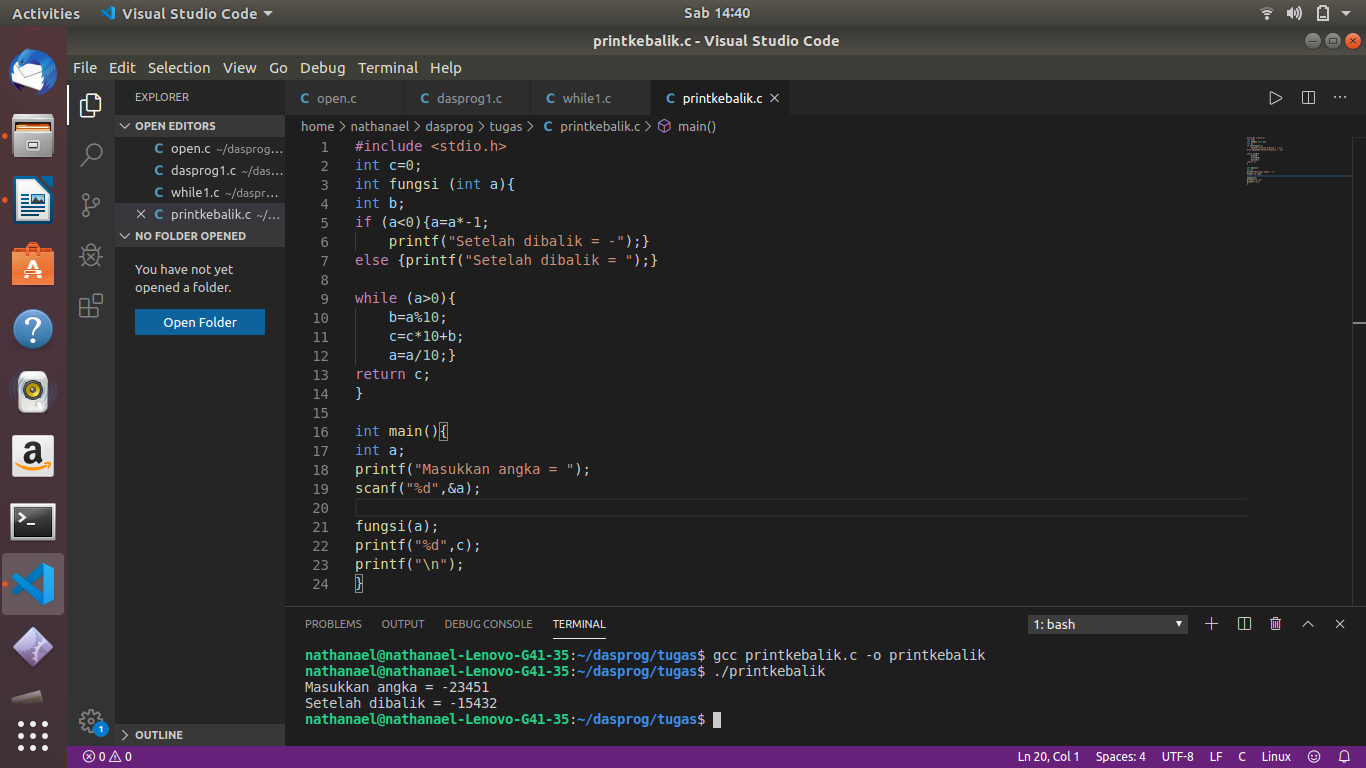 Activities Visual Studio Code Sab 14:40
printkebalik.c - Visual Studio Code
File Edit Selection View Go Debug Terminal Help
EXPLORER
OPEN EDITORS
open.c ~/dasprog...
dasprog1.c ~/das...
while1.c ~/daspr...
printkebalik.c ~/...
NO FOLDER OPENED
You have not yet
opened a folder.
Open Folder
OUTLINE
open.c dasprog1.c while1.c printkebalik.c
home > nathanael > dasprog > tugas > C printkebalik.c > main()
1 #include <stdio.h>
2 int c=0;
3 int fungsi (int a){
4 int b;
5 if (a<0){a=a*-1;
6 printf("Setelah dibalik = -");}
7 else {printf("Setelah dibalik = ");}
8
9 while (a>0){
10 b=a%10;
11 c=c*10+b;
12 a=a/10;}
13 return c;
14 }
15
16 int main(){
17 int a;
18 printf("Masukkan angka = ");
19 scanf("%d",&a);
20
21 fungsi(a);
22 printf("%d",c);
23 printf("\n");
24 }
PROBLEMS OUTPUT DEBUG CONSOLE TERMINAL 1: bash
nathanael@nathanael-Lenovo-G41-35:~/dasprog/tugas$ gcc printkebalik.c -o printkebalik
nathanael@nathanael-Lenovo-G41-35:~/dasprog/tugas$ ./printkebalik
Masukkan angka = -23451
Setelah dibalik = -15432
nathanael@nathanael-Lenovo-G41-35:~/dasprog/tugas$
1
0 0 Ln 20, Col 1 Spaces: 4 UTF-8 LF C Linux